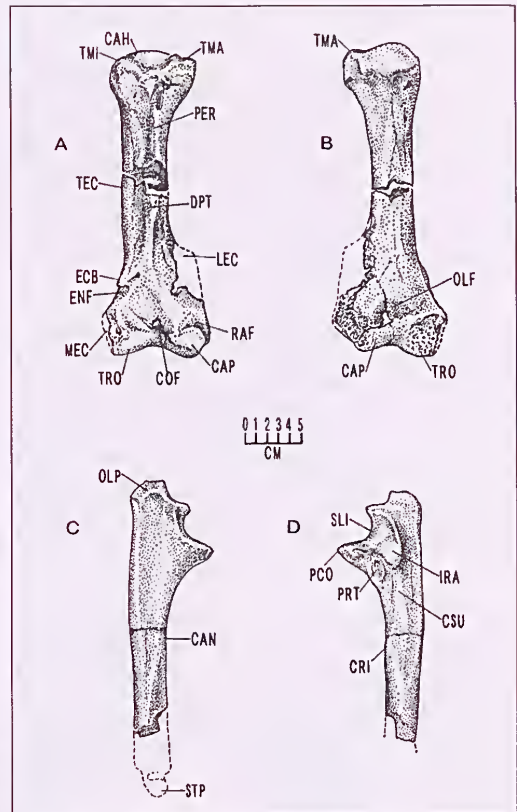 CAH
TMi
TMA
TMA
PER
A
B
TEC
DPT
LEC
ECB
ENF
OLF
MEC
RAF
TRO
COF
CAP
CAP
TRO
0 1 2 3 4 5
CM
OLP
C
D
SLI
PCO
IRA
PRT
CSU
CAN
CRI
STP